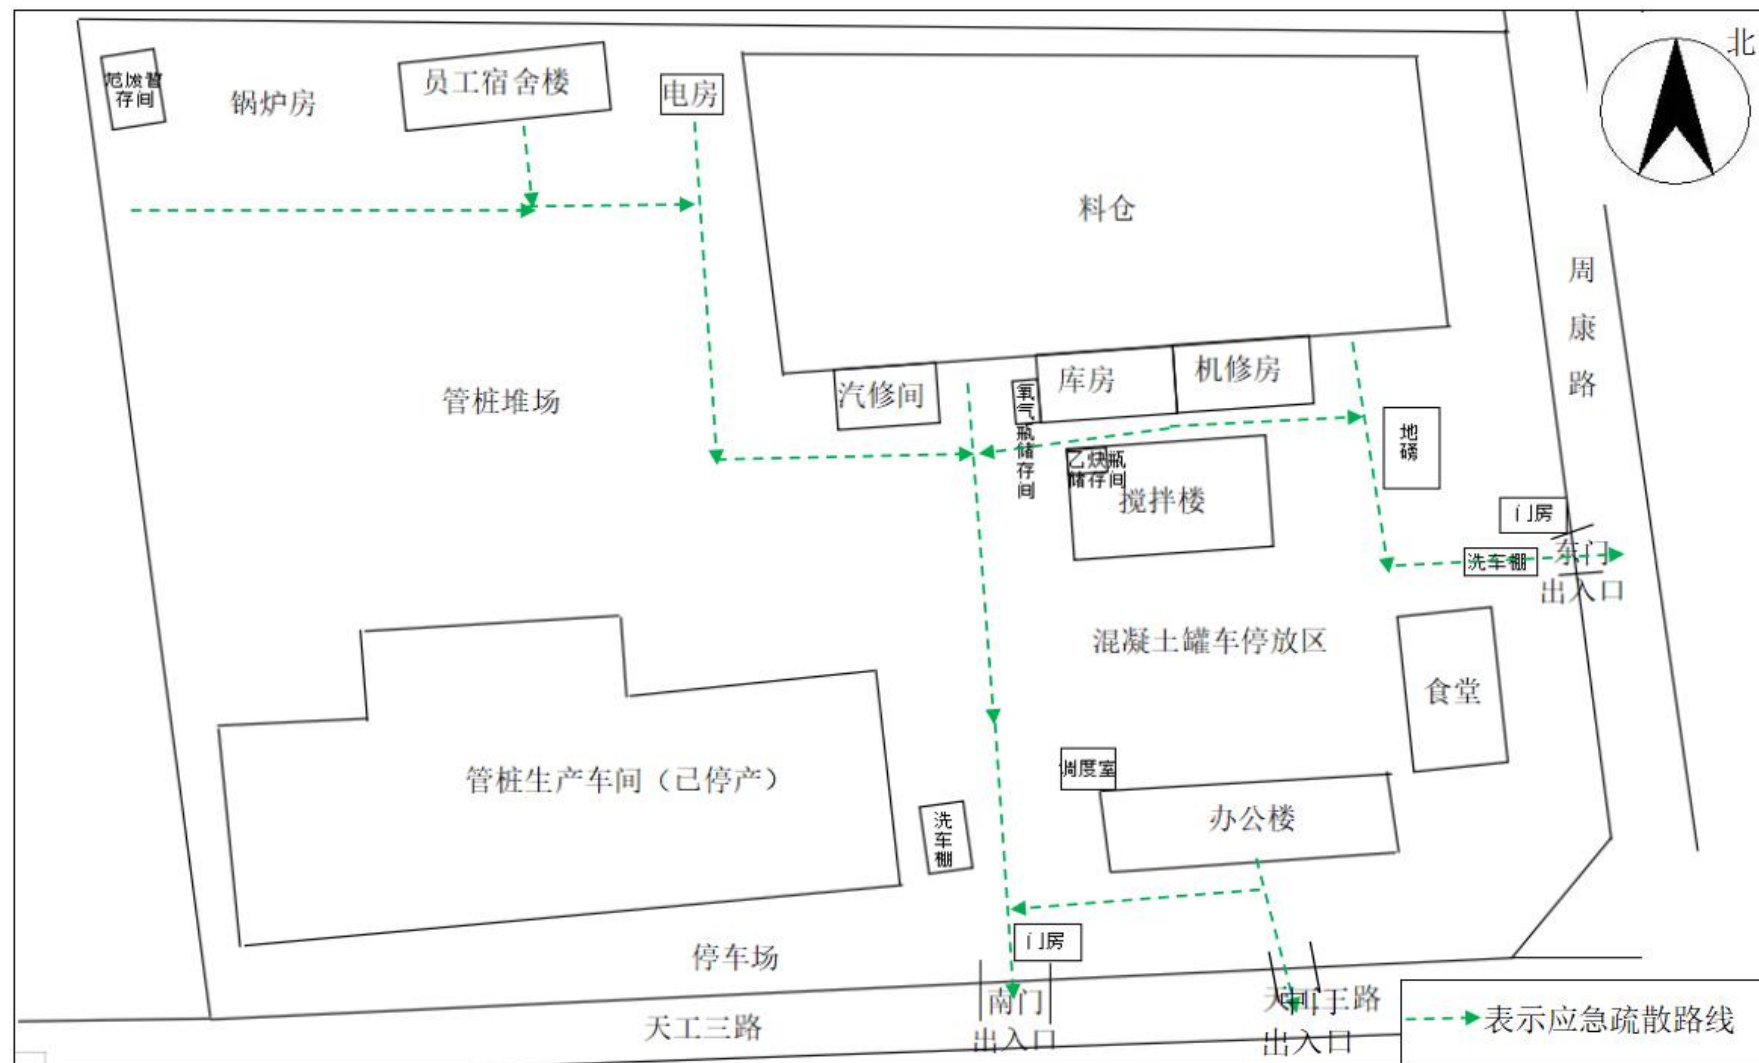 北
危废暂
存间
锅炉房
员工宿舍楼
电房
料仓
周
康
路
管桩堆场
汽修间
氧
气
瓶
储
存
间
库房
机修房
地
磅
乙炔瓶
储存间
搅拌楼
门房
洗车棚
东门
出入口
混凝土罐车停放区
食堂
调度室
管桩生产车间（已停产）
办公楼
洗
车
棚
门房
停车场
南门
出入口
天工三路
天工三路
出入口
表示应急疏散路线